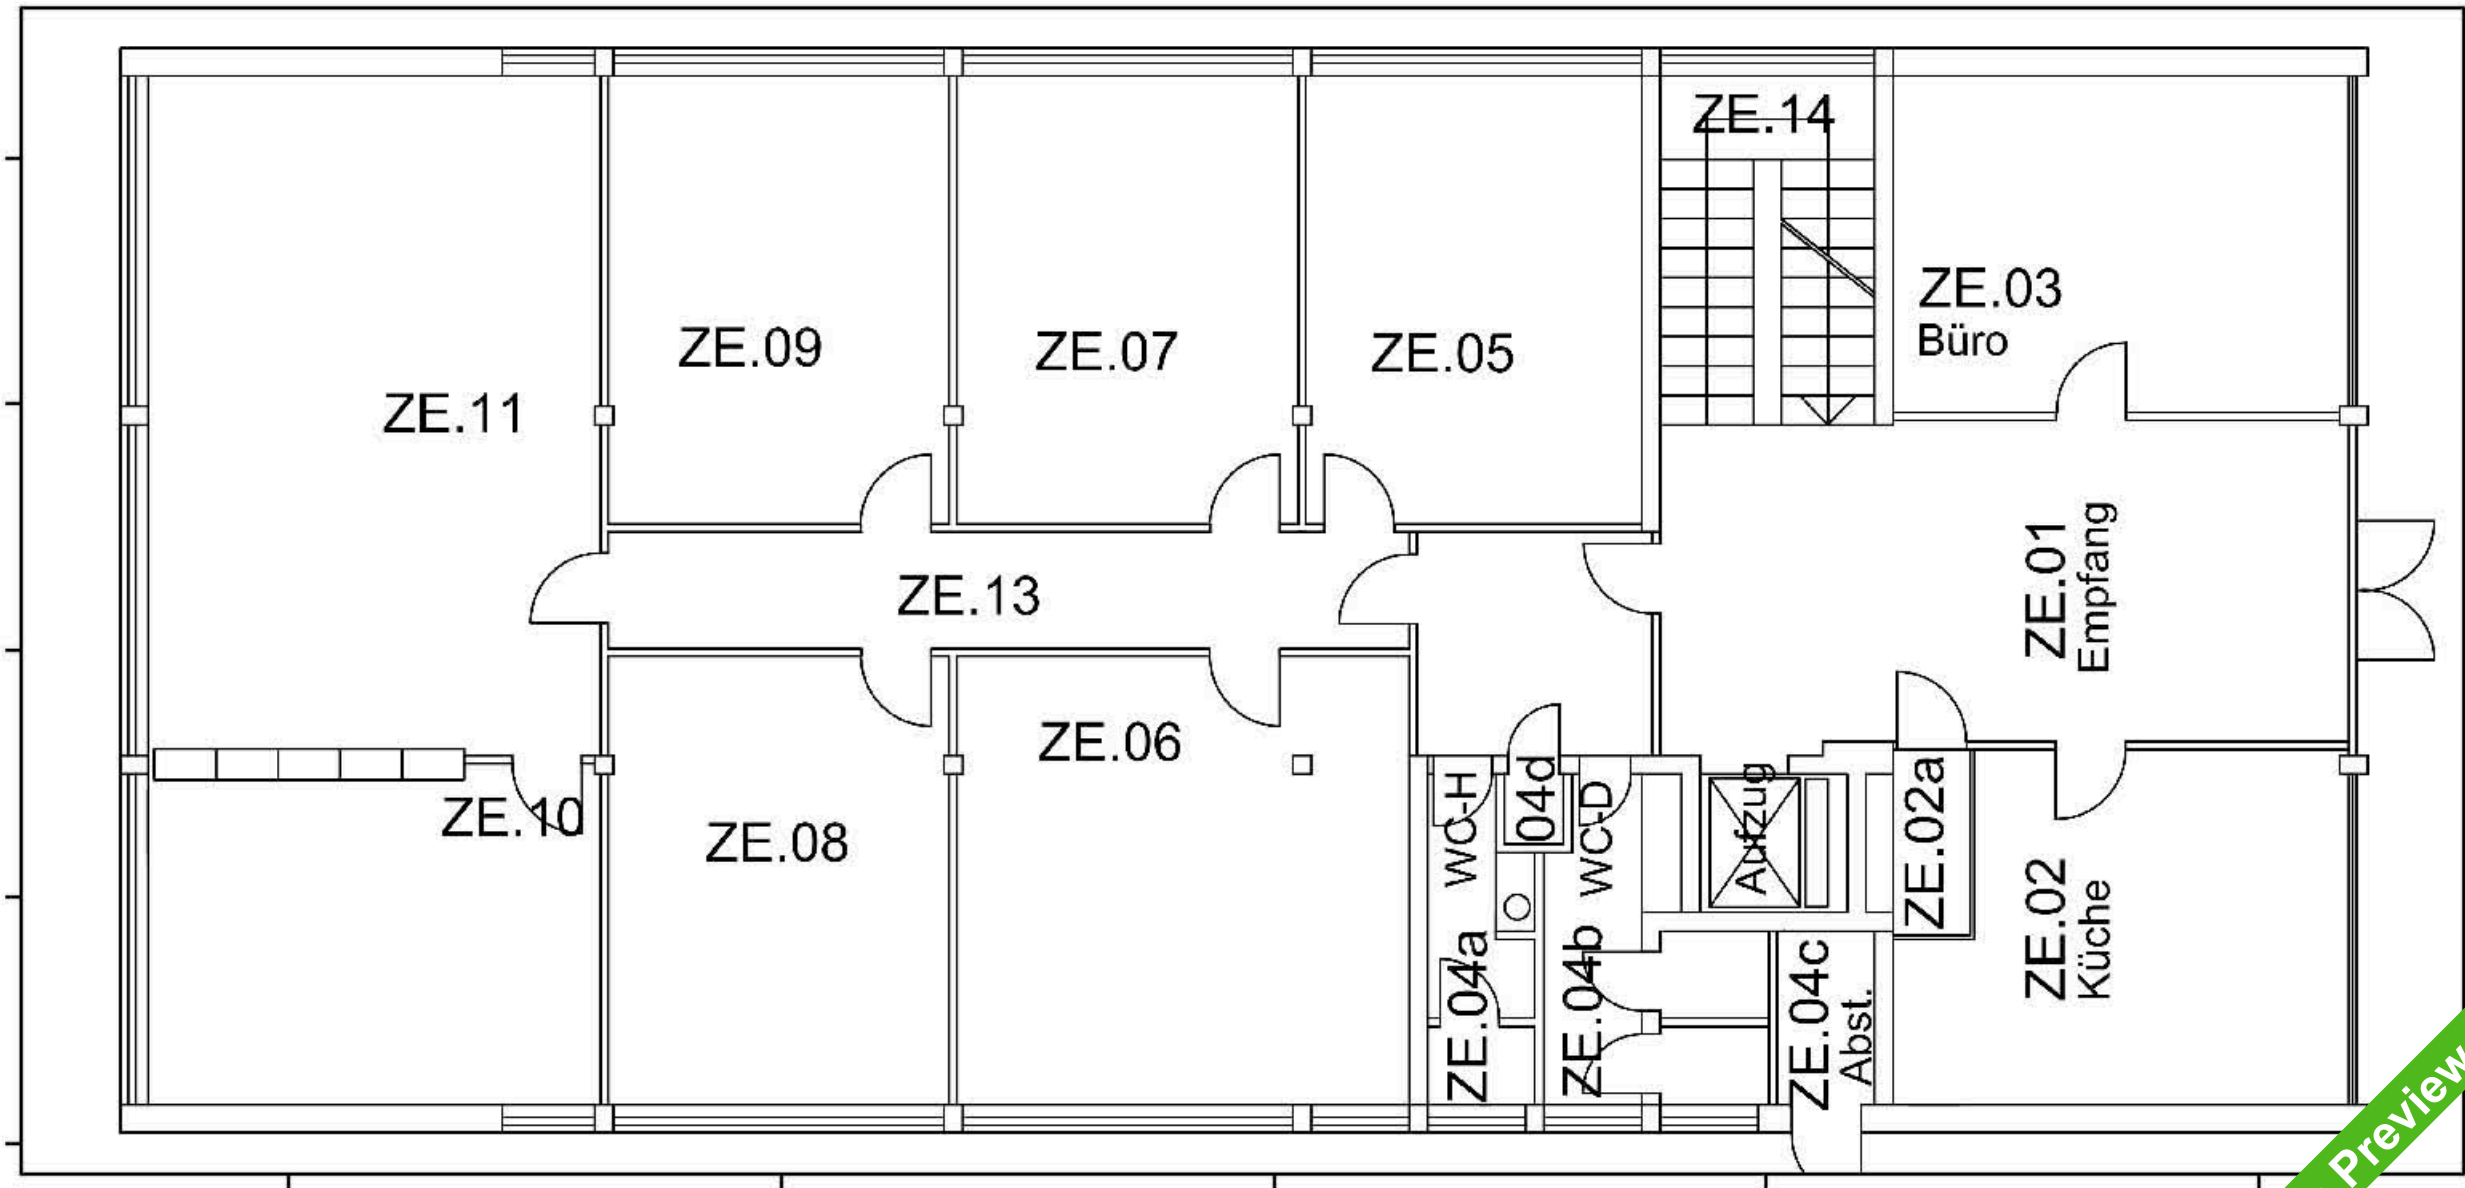 ZE.14
ZE.03
Büro
ZE.09
ZE.07
ZE.05
ZE.11
ZE.13
ZE.01
Empfang
ZE.06
ZE.10
ZE.08
WC-H
04d
WC-D
Aufzug
ZE.02a
ZE.02
Küche
ZE.04a
ZE.04b
ZE.04c
Abst.
Preview